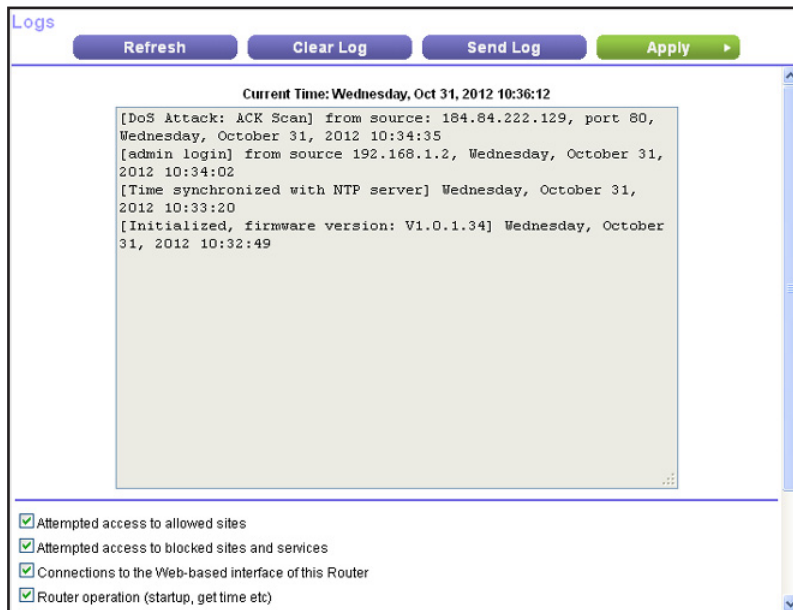 Logs
Refresh Clear Log Send Log Apply
Current Time: Wednesday, Oct 31, 2012 10:36:12
[DoS Attack: ACK Scan] from source: 184.84.222.129, port 80,
Wednesday, October 31, 2012 10:34:35
[admin login] from source 192.168.1.2, Wednesday, October 31,
2012 10:34:02
[Time synchronized with NTP server] Wednesday, October 31,
2012 10:33:20
[Initialized, firmware version: V1.0.1.34] Wednesday, October
31, 2012 10:32:49
Attempted access to allowed sites
Attempted access to blocked sites and services
Connections to the Web-based interface of this Router
Router operation (startup, get time etc)